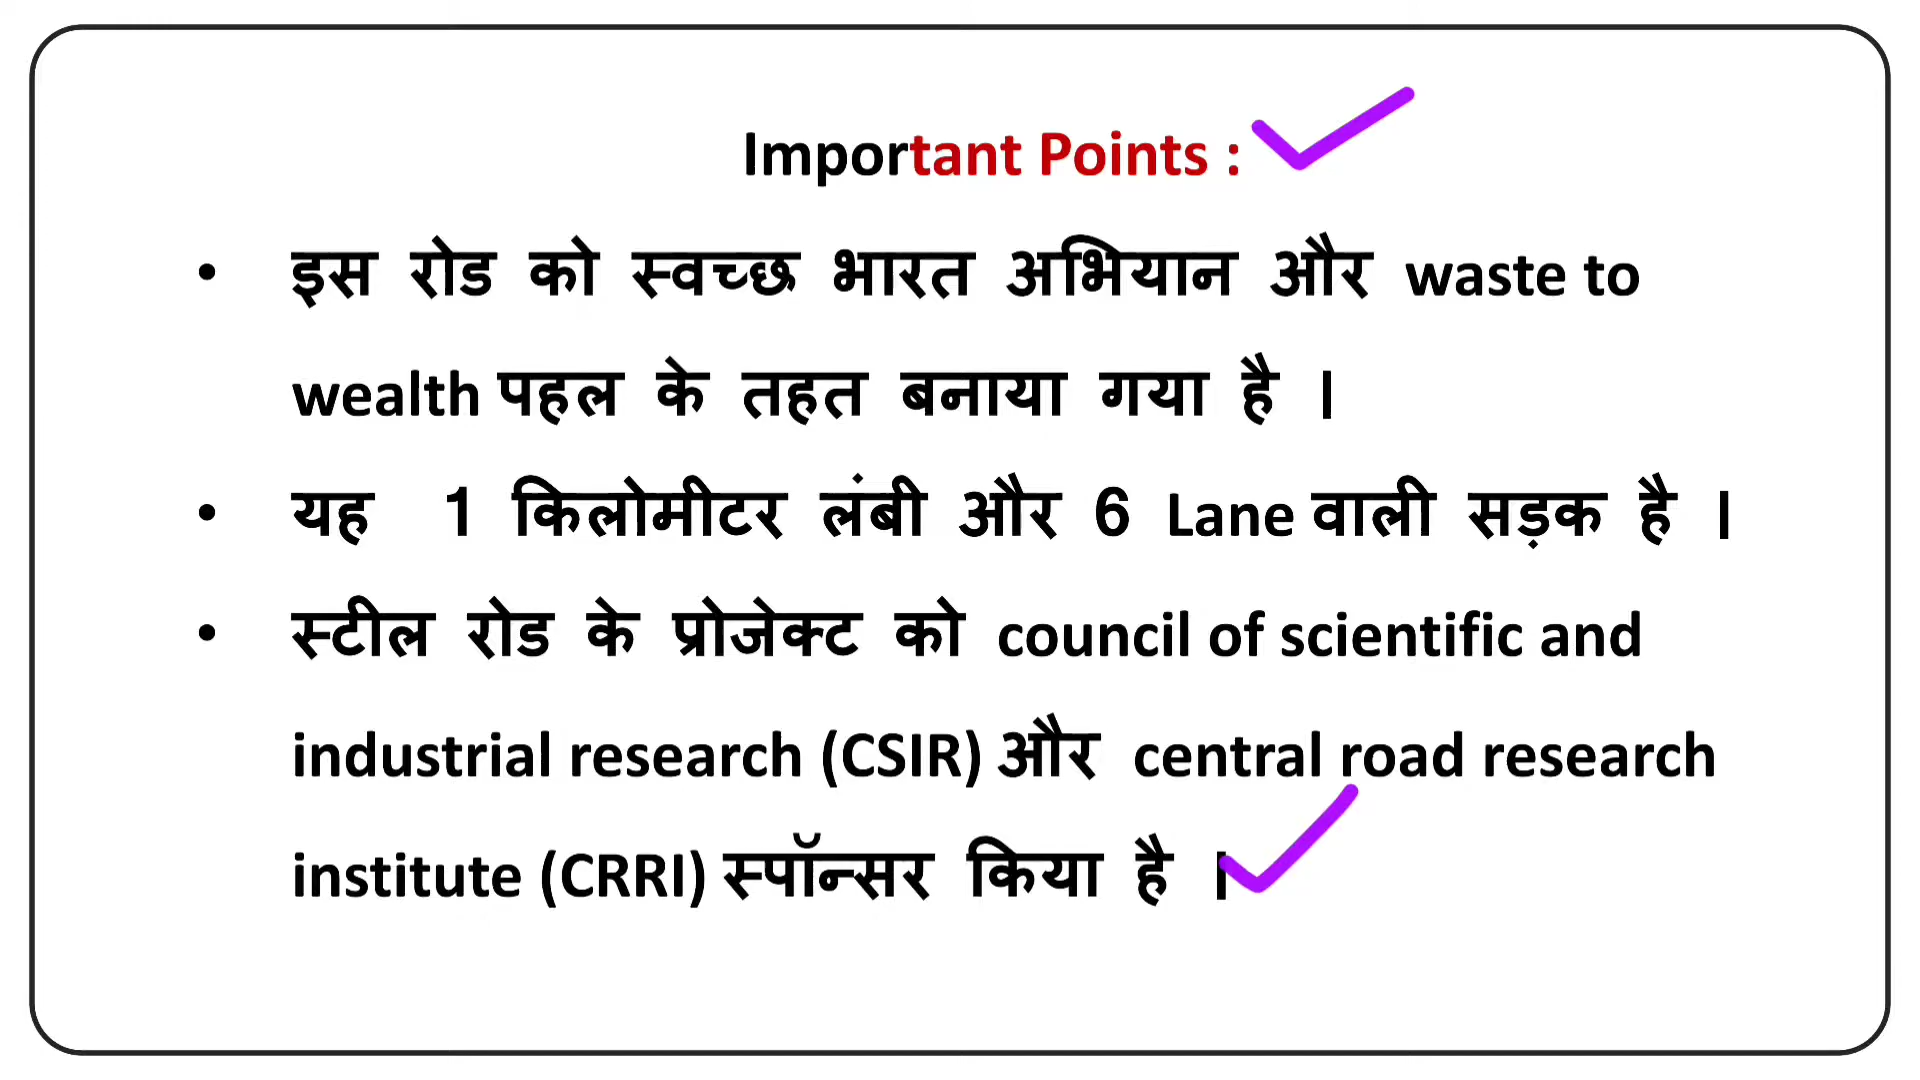 Important Points :
• इस रोड को स्वच्छ भारत अभियान और waste to
wealth पहल के तहत बनाया गया है ।
• यह 1 किलोमीटर लंबी और 6 Lane वाली सड़क है ।
• स्टील रोड के प्रोजेक्ट को council of scientific and
industrial research (CSIR) और central road research
institute (CRRI) स्पॉन्सर किया है ।